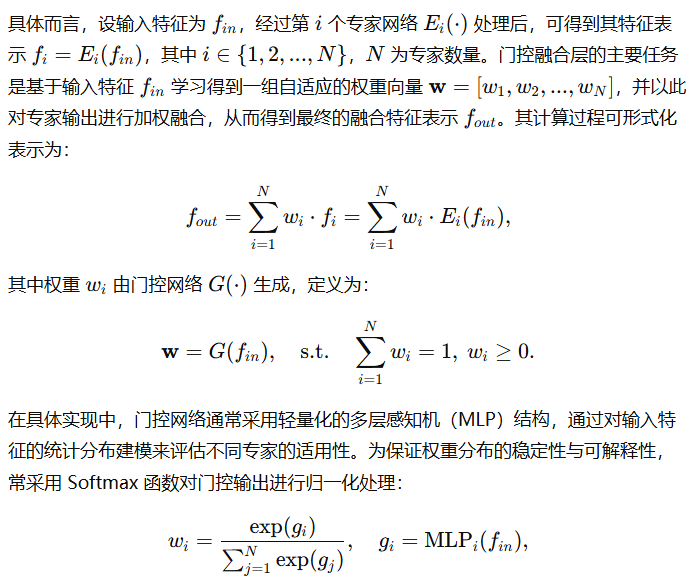 具体而言，设输入特征为 $f_{in}$，经过第 $i$ 个专家网络 $E_i(\cdot)$ 处理后，可得到其特征表
示 $f_i = E_i(f_{in})$，其中 $i \in \{1, 2, ..., N\}$，$N$ 为专家数量。门控融合层的主要任务
是基于输入特征 $f_{in}$ 学习得到一组自适应的权重向量 $\mathbf{w} = [w_1, w_2, ..., w_N]$，并以此
对专家输出进行加权融合，从而得到最终的融合特征表示 $f_{out}$。其计算过程可形式化
表示为：
$f_{out} = \sum_{i=1}^{N} w_i \cdot f_i = \sum_{i=1}^{N} w_i \cdot E_i(f_{in}),$
其中权重 $w_i$ 由门控网络 $G(\cdot)$ 生成，定义为：
$\mathbf{w} = G(f_{in}), \quad \text{s.t.} \quad \sum_{i=1}^{N} w_i = 1, \; w_i \geq 0.$
在具体实现中，门控网络通常采用轻量化的多层感知机（MLP）结构，通过对输入特
征的统计分布建模来评估不同专家的适用性。为保证权重分布的稳定性与可解释性，
常采用 Softmax 函数对门控输出进行归一化处理：
$w_i = \frac{\exp(g_i)}{\sum_{j=1}^{N} \exp(g_j)}, \quad g_i = \text{MLP}_i(f_{in}),$